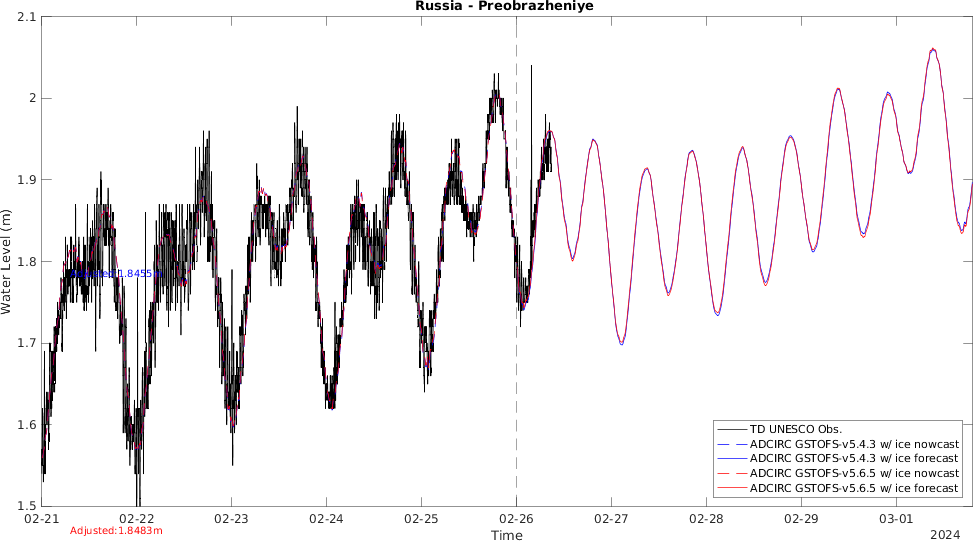 Russia - Preobrazheniye
2.1
2
1.9
1.8
1.7
1.6
1.5
Water Level (m)
Adjusted:1.8455m
TD UNESCO Obs.
ADCIRC GSTOFS-v5.4.3 w/ ice nowcast
ADCIRC GSTOFS-v5.4.3 w/ ice forecast
ADCIRC GSTOFS-v5.6.5 w/ ice nowcast
ADCIRC GSTOFS-v5.6.5 w/ ice forecast
02-21 02-22 02-23 02-24 02-25 02-26 02-27 02-28 02-29 03-01
Adjusted:1.8483m
Time
2024